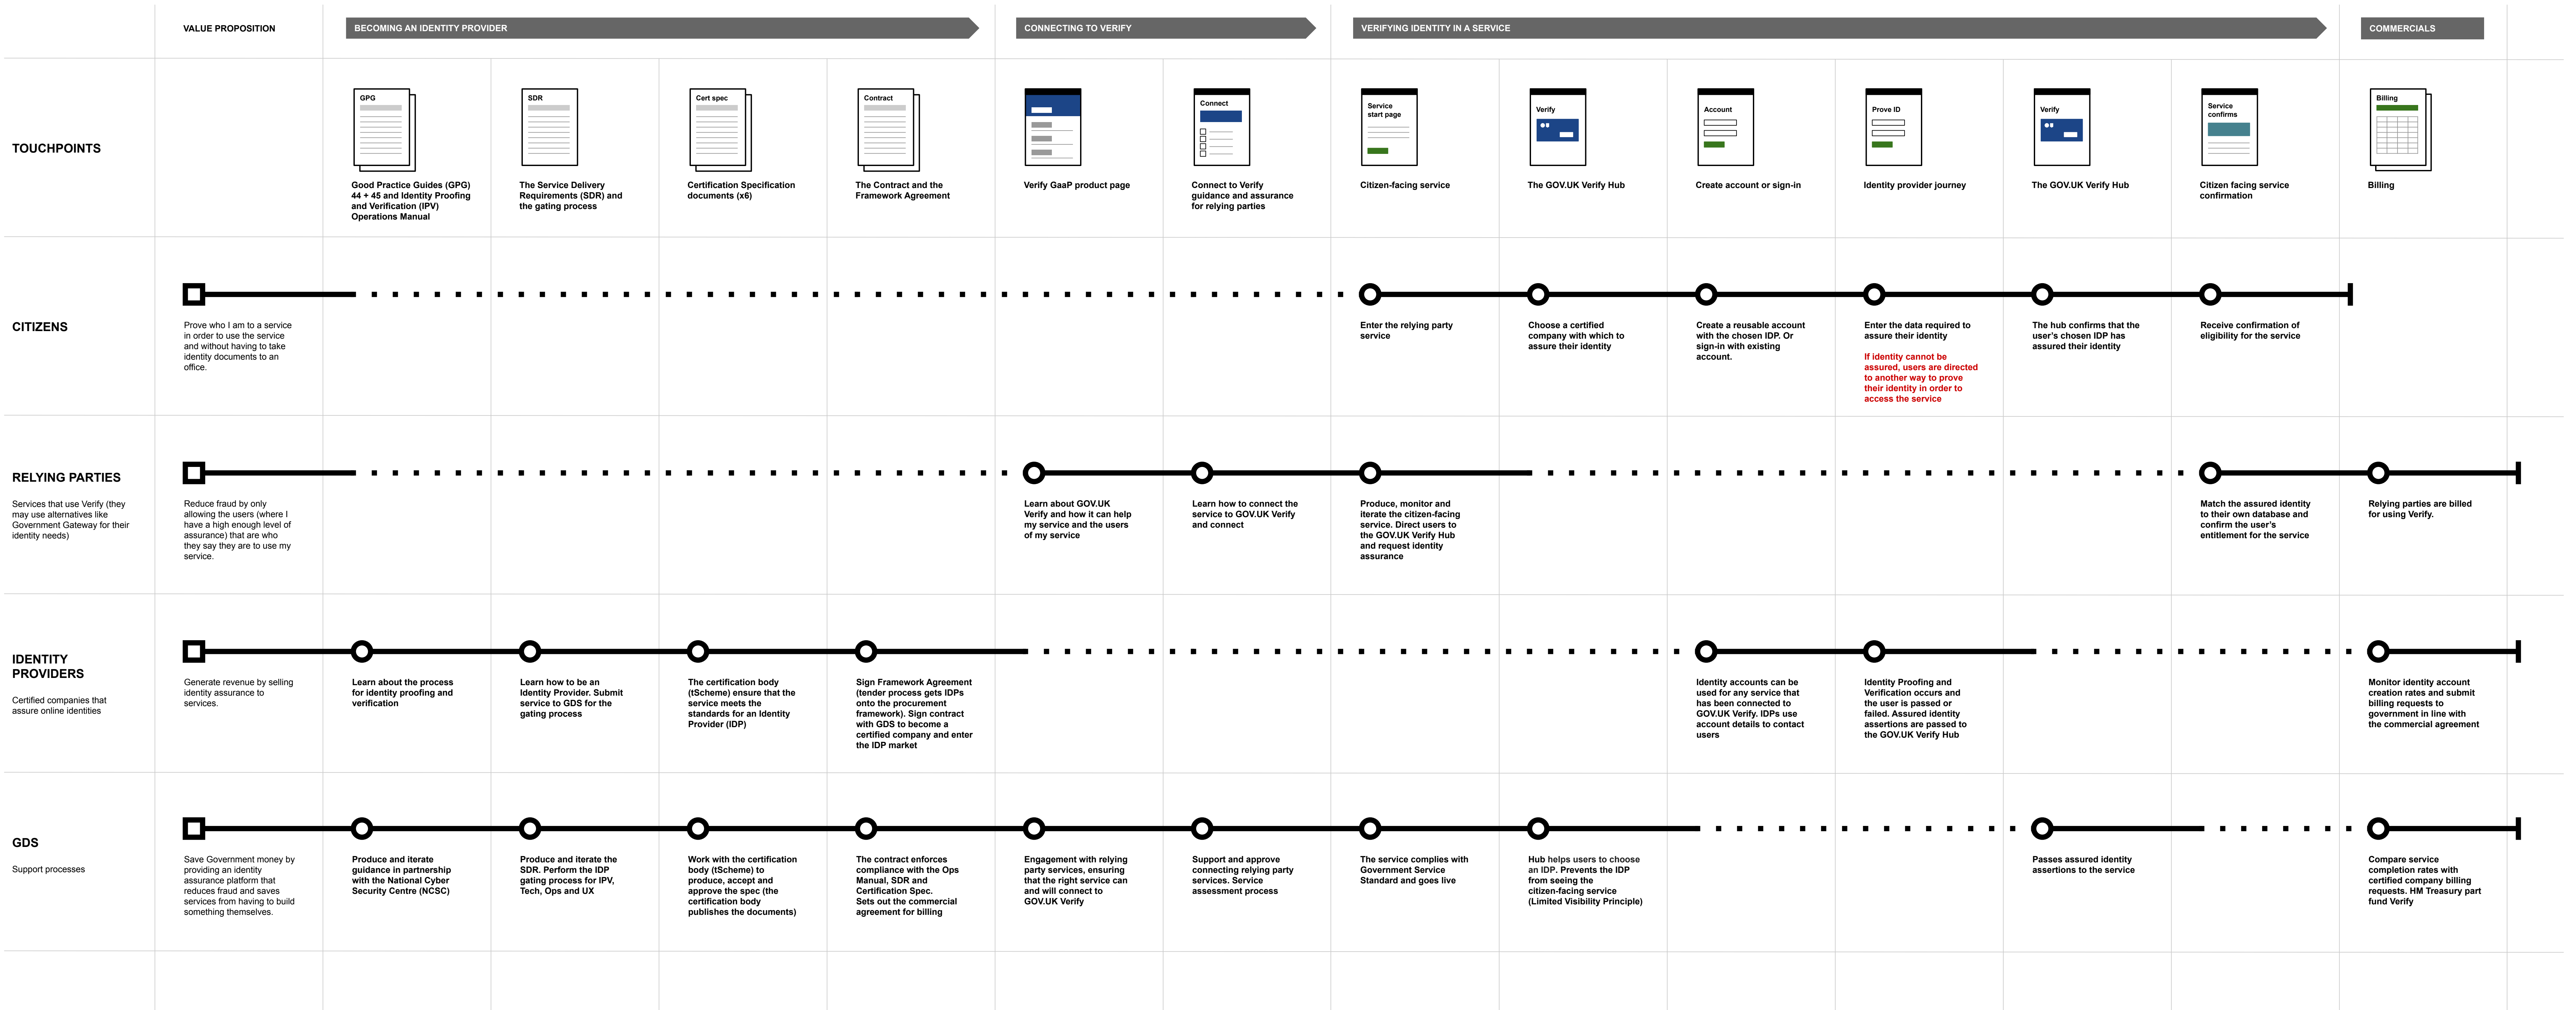 VALUE PROPOSITION
BECOMING AN IDENTITY PROVIDER
CONNECTING TO VERIFY
VERIFYING IDENTITY IN A SERVICE
COMMERCIALS
TOUCHPOINTS
GPG
Good Practice Guides (GPG)
44 + 45 and Identity Proofing
and Verification (IPV)
Operations Manual
SDR
The Service Delivery
Requirements (SDR) and
the gating process
Cert spec
Certification Specification
documents (x6)
Contract
The Contract and the
Framework Agreement
Verify GaaP product page
Connect
Connect to Verify
guidance and assurance
for relying parties
Service
start page
Citizen-facing service
Verify
The GOV.UK Verify Hub
Account
Create account or sign-in
Prove ID
Identity provider journey
Verify
The GOV.UK Verify Hub
Service
confirms
Citizen facing service
confirmation
Billing
Billing
CITIZENS
Prove who I am to a service
in order to use the service
and without having to take
identity documents to an
office.
Enter the relying party
service
Choose a certified
company with which to
assure their identity
Create a reusable account
with the chosen IDP. Or
sign-in with existing
account.
Enter the data required to
assure their identity
If identity cannot be
assured, users are directed
to another way to prove
their identity in order to
access the service
The hub confirms that the
user's chosen IDP has
assured their identity
Receive confirmation of
eligibility for the service
RELYING PARTIES
Services that use Verify (they
may use alternatives like
Government Gateway for their
identity needs)
Reduce fraud by only
allowing the users (where I
have a high enough level of
assurance) that are who
they say they are to use my
service.
Learn about GOV.UK
Verify and how it can help
my service and the users
of my service
Learn how to connect the
service to GOV.UK Verify
and connect
Produce, monitor and
iterate the citizen-facing
service. Direct users to
the GOV.UK Verify Hub
and request identity
assurance
Match the assured identity
to their own database and
confirm the user's
entitlement for the service
Relying parties are billed
for using Verify.
IDENTITY
PROVIDERS
Certified companies that
assure online identities
Generate revenue by selling
identity assurance to
services.
Learn about the process
for identity proofing and
verification
Learn how to be an
Identity Provider. Submit
service to GDS for the
gating process
The certification body
(tScheme) ensure that the
service meets the
standards for an Identity
Provider (IDP)
Sign Framework Agreement
(tender process gets IDPs
onto the procurement
framework). Sign contract
with GDS to become a
certified company and enter
the IDP market
Identity accounts can be
used for any service that
has been connected to
GOV.UK Verify. IDPs use
account details to contact
users
Identity Proofing and
Verification occurs and
the user is passed or
failed. Assured identity
assertions are passed to
the GOV.UK Verify Hub
Monitor identity account
creation rates and submit
billing requests to
government in line with
the commercial agreement
GDS
Support processes
Save Government money by
providing an identity
assurance platform that
reduces fraud and saves
services from having to build
something themselves.
Produce and iterate
guidance in partnership
with the National Cyber
Security Centre (NCSC)
Produce and iterate the
SDR. Perform the IDP
gating process for IPV,
Tech, Ops and UX
Work with the certification
body (tScheme) to
produce, accept and
approve the spec (the
certification body
publishes the documents)
The contract enforces
compliance with the Ops
Manual, SDR and
Certification Spec.
Sets out the commercial
agreement for billing
Engagement with relying
party services, ensuring
that the right service can
and will connect to
GOV.UK Verify
Support and approve
connecting relying party
services. Service
assessment process
The service complies with
Government Service
Standard and goes live
Hub helps users to choose
an IDP. Prevents the IDP
from seeing the
citizen-facing service
(Limited Visibility Principle)
Passes assured identity
assertions to the service
Compare service
completion rates with
certified company billing
requests. HM Treasury part
fund Verify